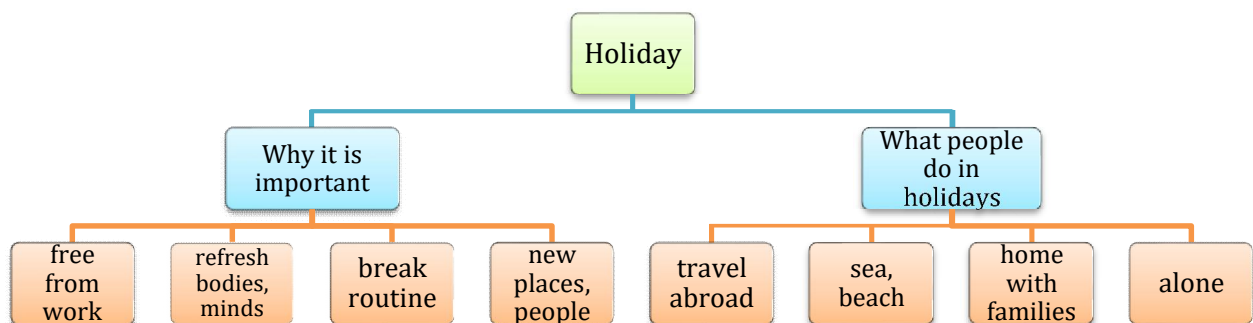 Holiday
Why it is
important
What people
do in
holidays
free
from
work
refresh
bodies,
minds
break
routine
new
places,
people
travel
abroad
sea,
beach
home
with
families
alone